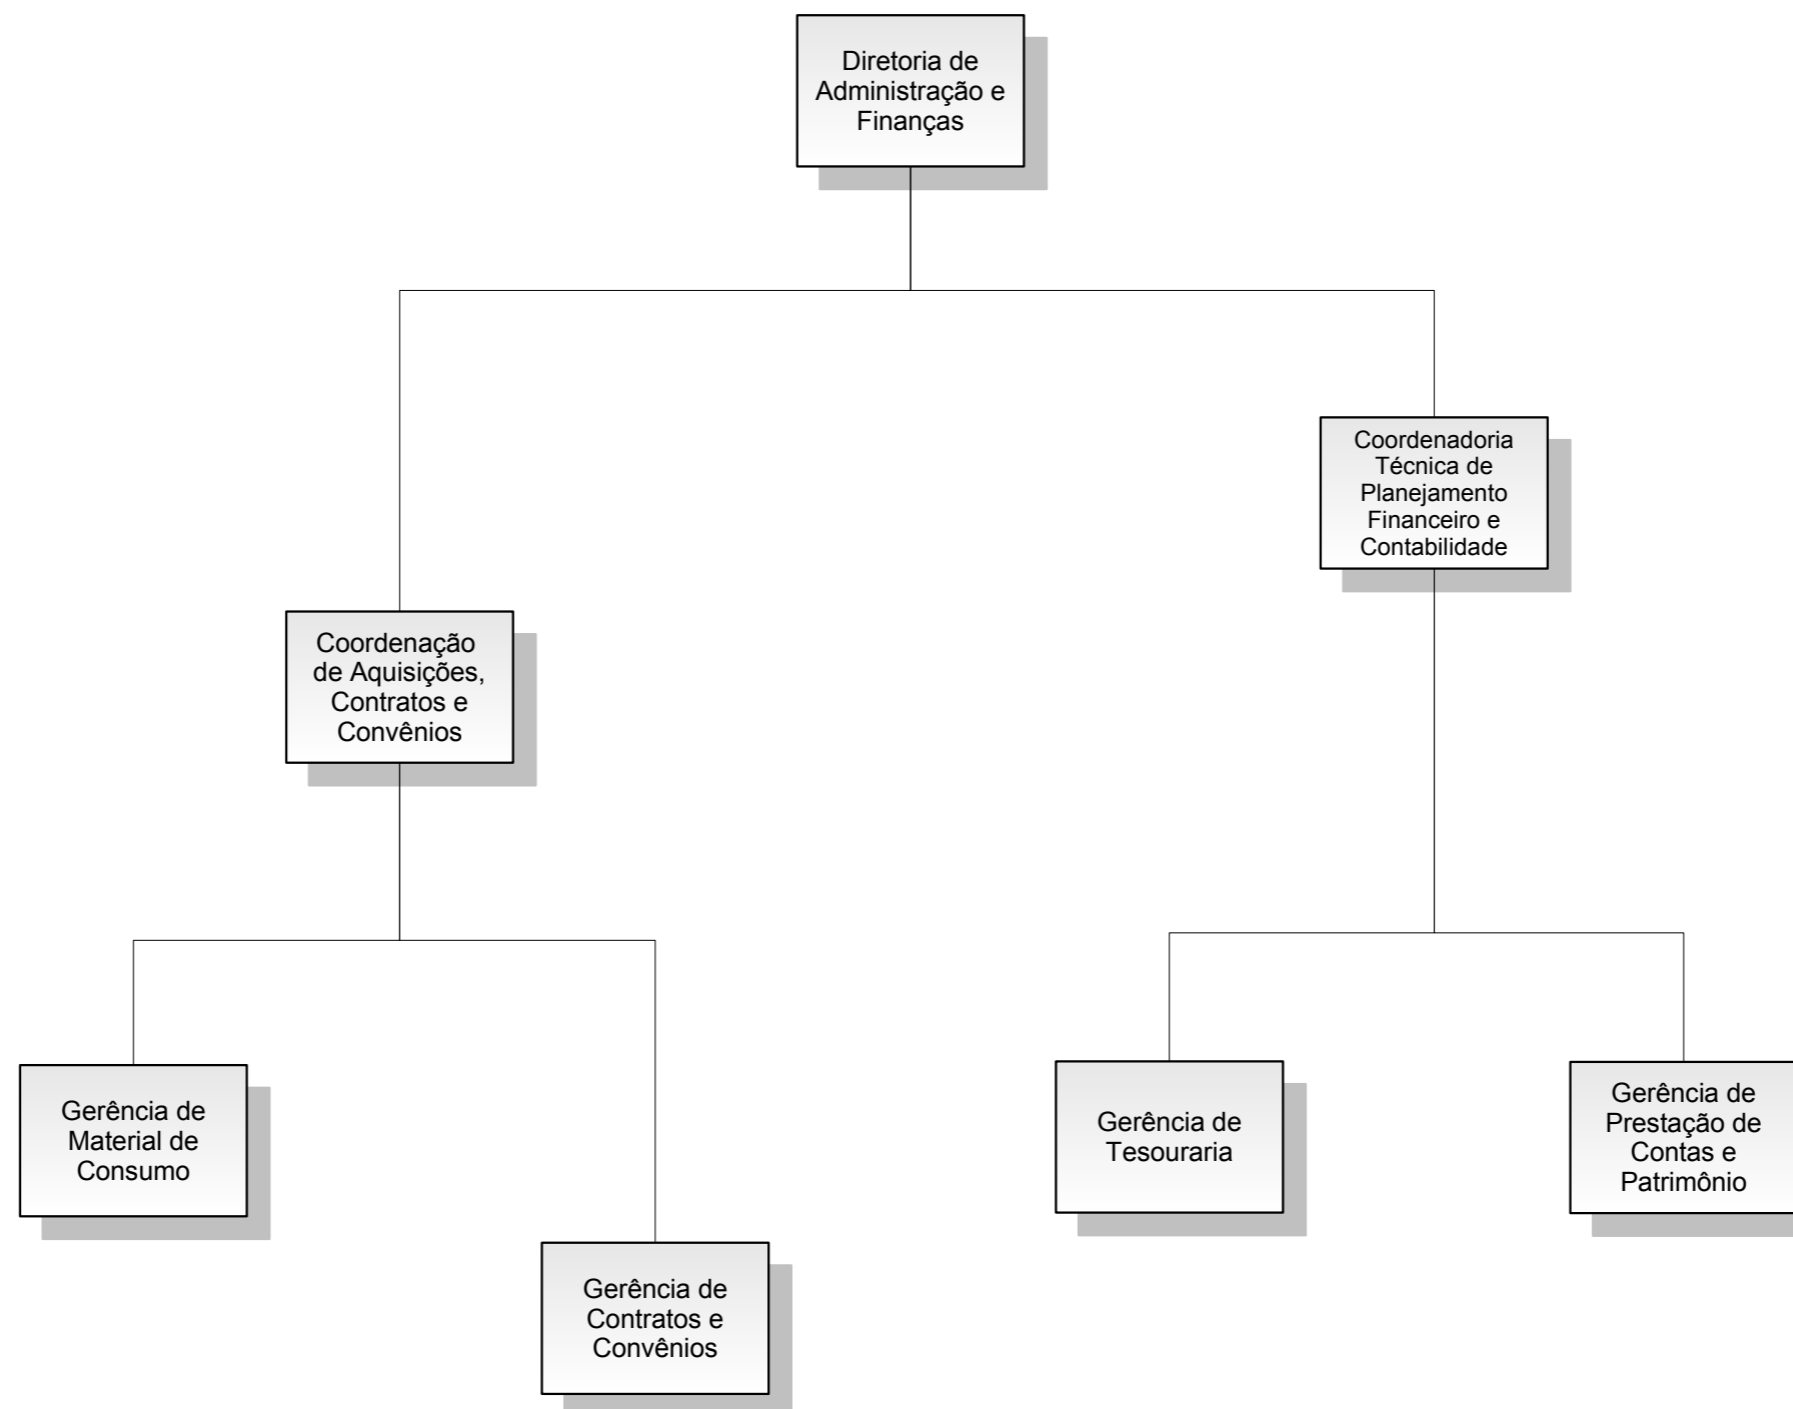 Diretoria de
Administração e
Finanças
Coordenadoria
Técnica de
Planejamento
Financeiro e
Contabilidade
Coordenação
de Aquisições,
Contratos e
Convênios
Gerência de
Material de
Consumo
Gerência de
Tesouraria
Gerência de
Prestação de
Contas e
Patrimônio
Gerência de
Contratos e
Convênios